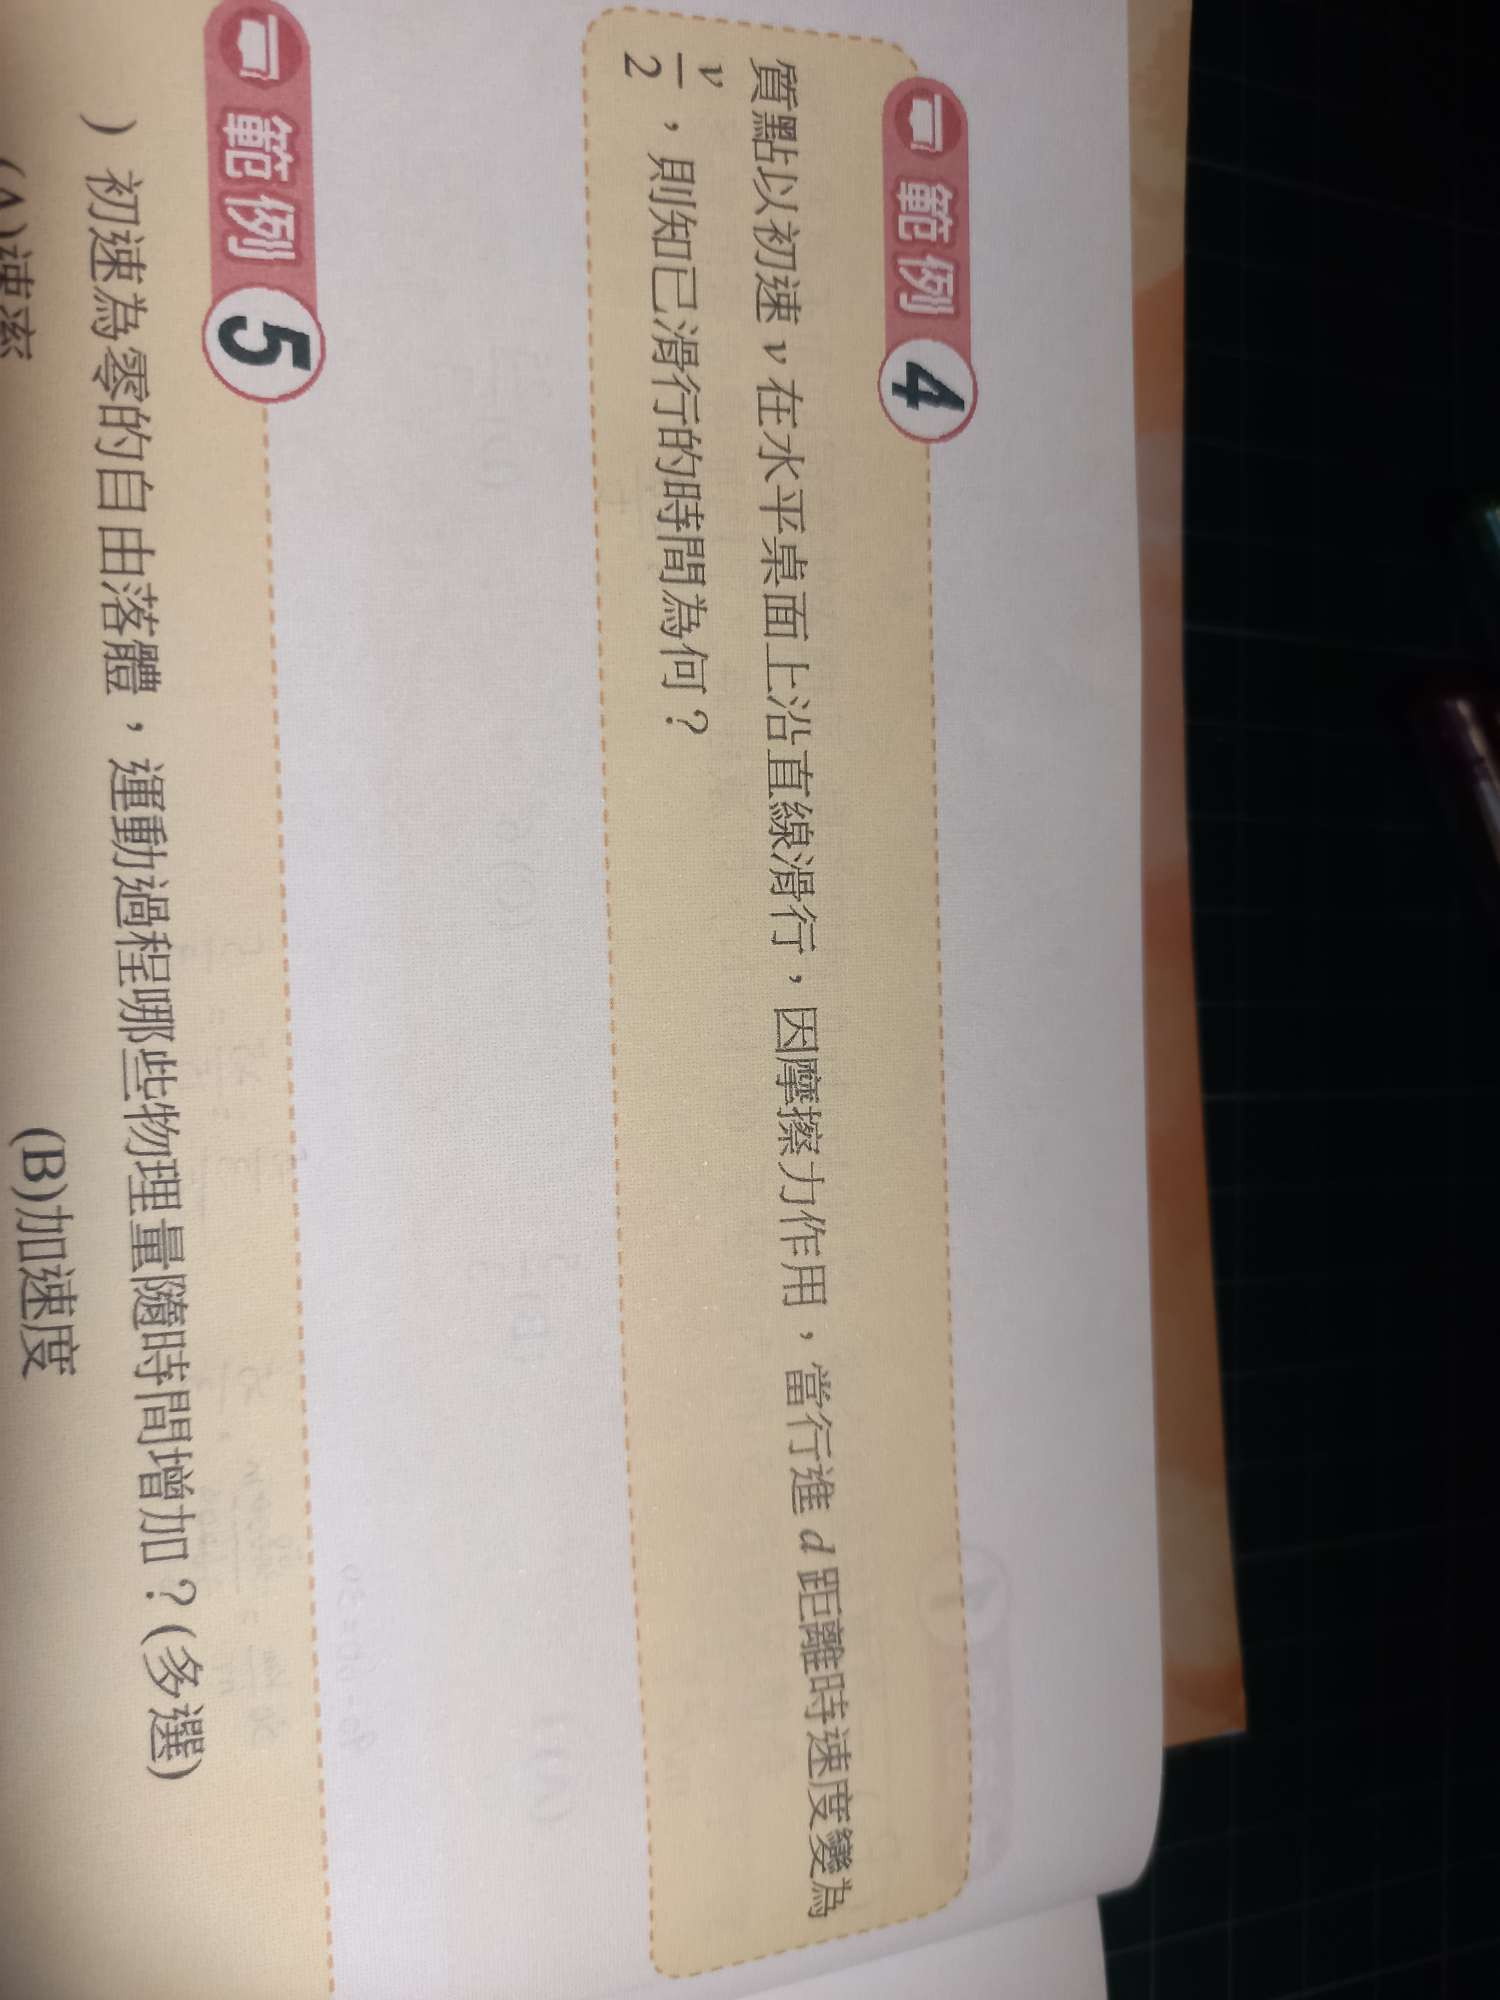 範例 4
質點以初速 v 在水平桌面上沿直線滑行，因摩擦力作用，當行進 d 距離時速度變為
v/2，則知已滑行的時間為何？
範例 5
）初速為零的自由落體，運動過程哪些物理量隨時間增加？(多選)
(A)速率 (B)加速度